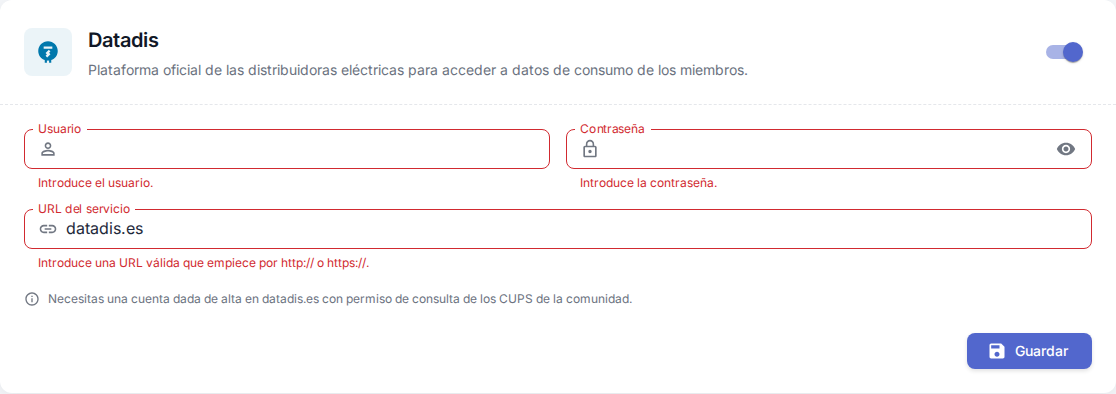 Datadis
Plataforma oficial de las distribuidoras eléctricas para acceder a datos de consumo de los miembros.
Usuario
Contraseña
Introduce el usuario.
Introduce la contraseña.
URL del servicio
datadis.es
Introduce una URL válida que empiece por http:// o https://.
Necesitas una cuenta dada de alta en datadis.es con permiso de consulta de los CUPS de la comunidad.
Guardar